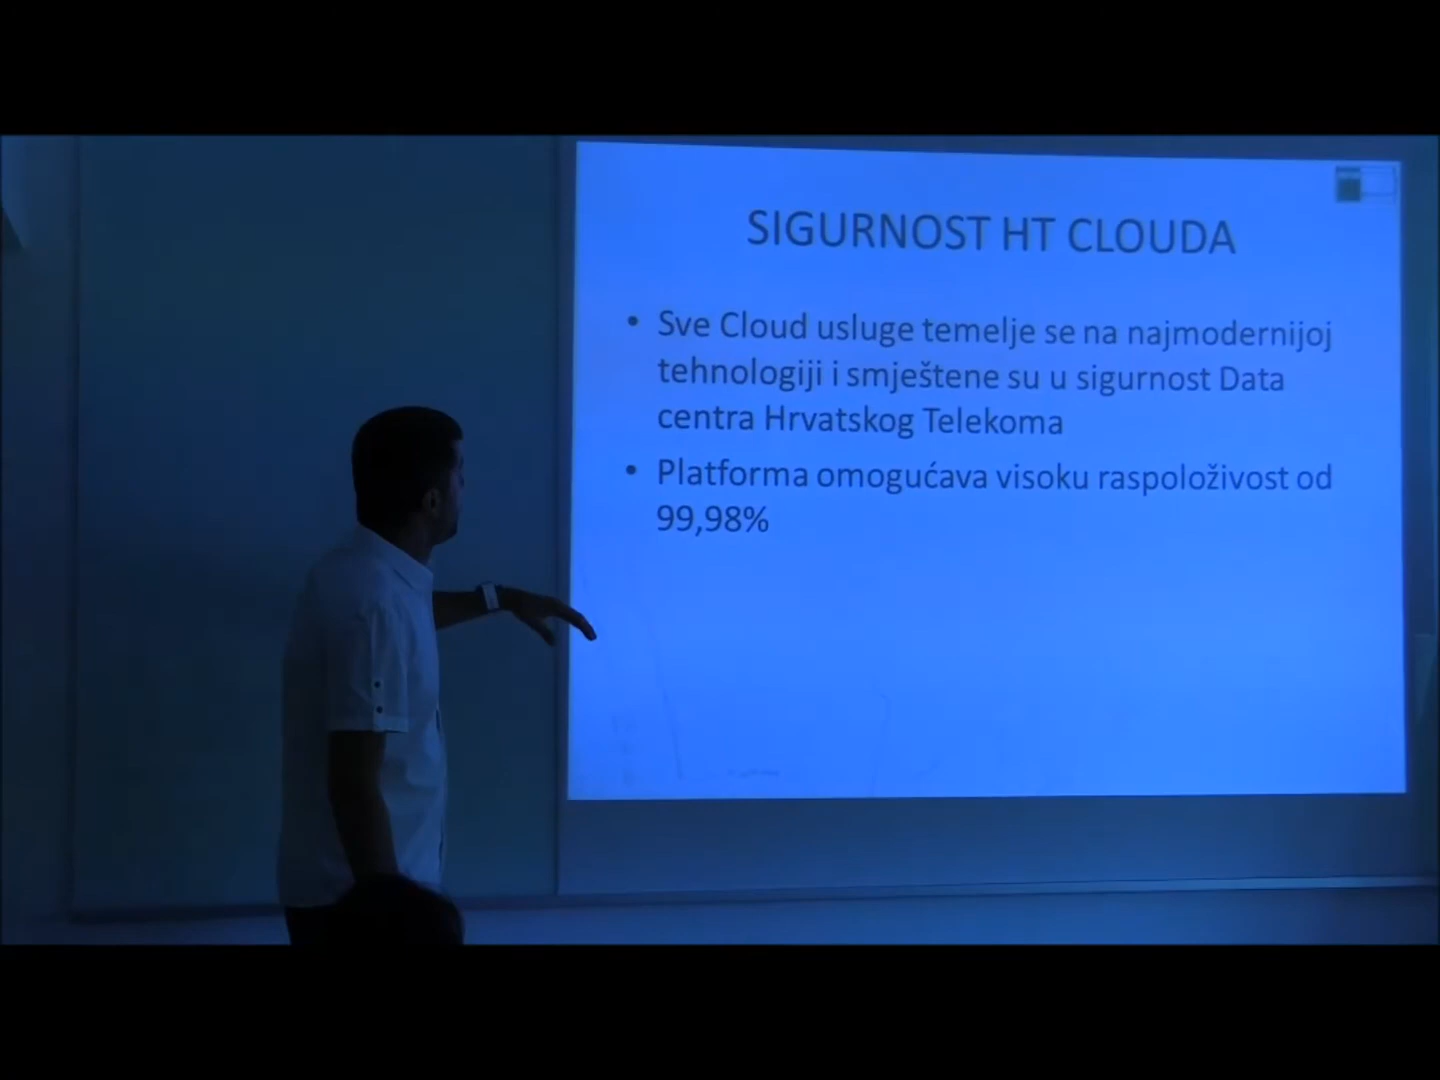 SIGURNOST HT CLOUDA
• Sve Cloud usluge temelje se na najmodernijoj
tehnologiji i smještene su u sigurnost Data
centra Hrvatskog Telekoma
• Platforma omogućava visoku raspoloživost od
99,98%